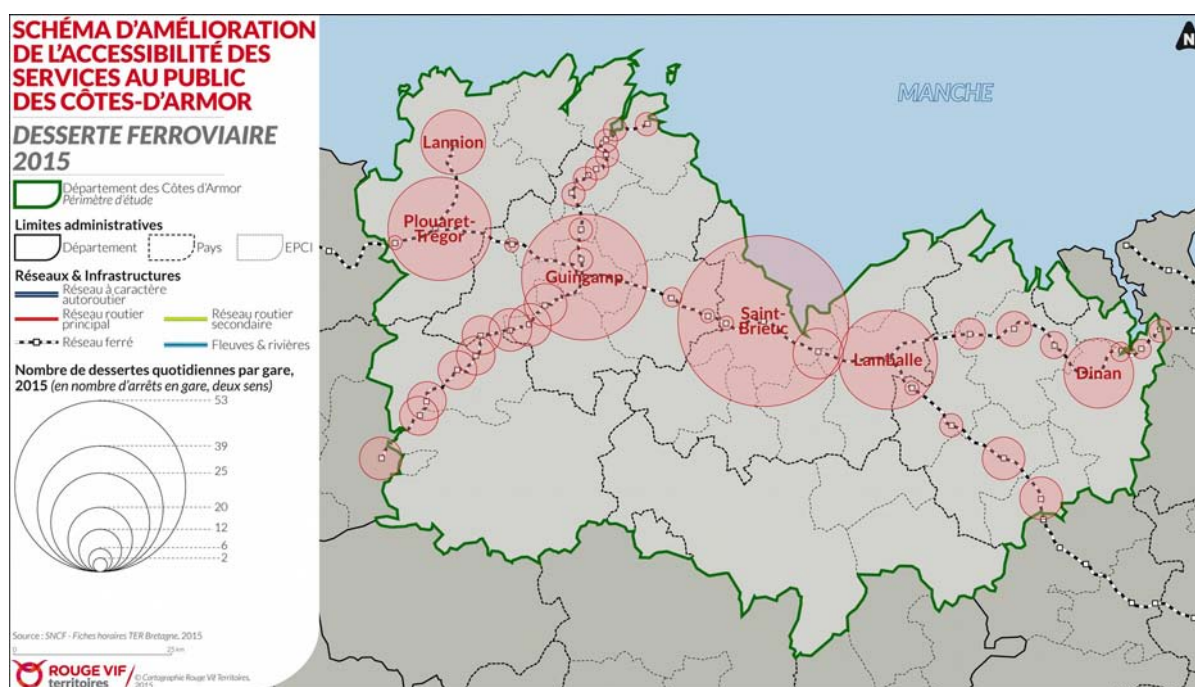 SCHÉMA D'AMÉLIORATION
DE L'ACCESSIBILITÉ DES
SERVICES AU PUBLIC
DES CÔTES-D'ARMOR
DESSERTE FERROVIAIRE
2015
Département des Côtes d'Armor
Périmètre d'étude
Limites administratives
Département
Pays
EPCI
Réseaux & Infrastructures
Réseau à caractère
autoroutier
Réseau routier
principal
Réseau routier
secondaire
Réseau ferré
Fleuves & rivières
Nombre de dessertes quotidiennes par gare,
2015 (en nombre d'arrêts en gare, deux sens)
53
39
25
20
12
6
2
Source : SNCF - Fiches horaires TER Bretagne, 2015
0
25 km
ROUGE VIF
territoires
© Cartographie Rouge Vif Territoires,
2015
N
MANCHE
Lannion
Plouaret-
Trégor
Guingamp
Saint-
Brieuc
Lamballe
Dinan